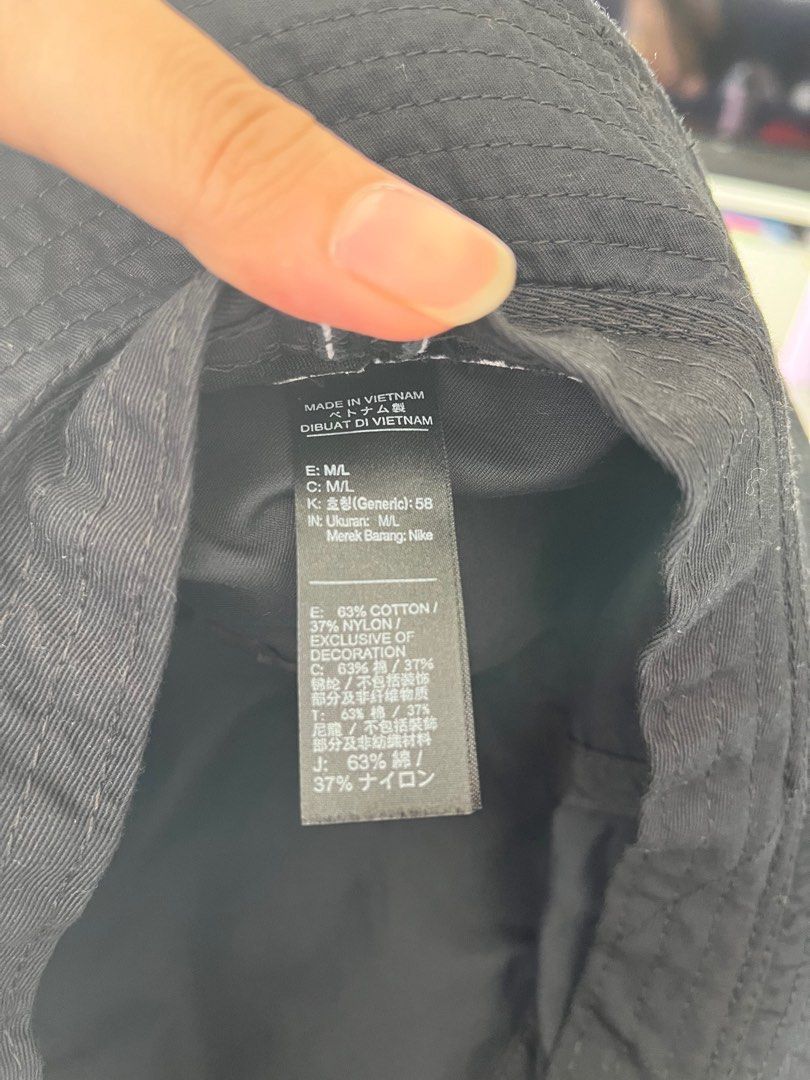 MADE IN VIETNAM
ベトナム製
DIBUAT DI VIETNAM
E: M/L
C: M/L
K: 호칭(Generic): 58
IN: Ukuran: M/L
Merek Barang: Nike
E: 63% COTTON /
37% NYLON /
EXCLUSIVE OF
DECORATION
C: 63% 棉 / 37%
锦纶 / 不包括装饰
部分及非纤维物质
T: 63% 棉 / 37%
尼龍 / 不包括裝飾
部分及非紡織材料
J: 63% 綿 /
37% ナイロン